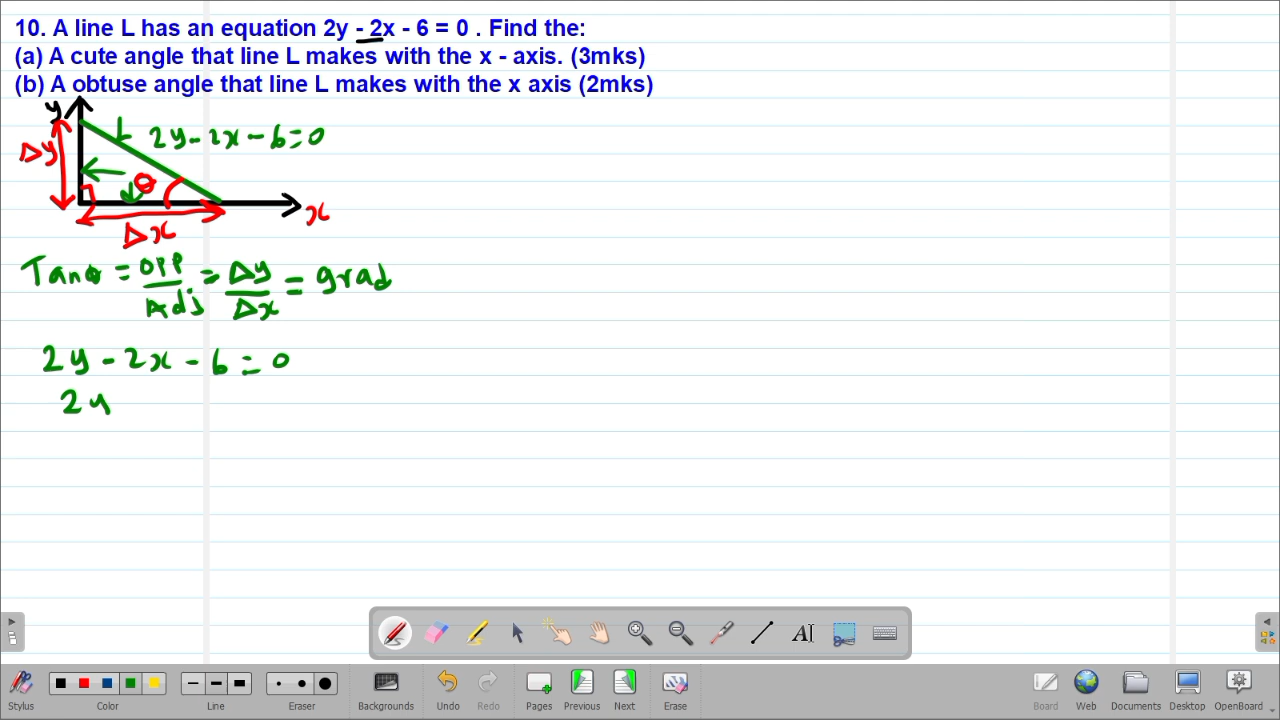 10. A line L has an equation 2y - 2x - 6 = 0 . Find the:
(a) A cute angle that line L makes with the x - axis. (3mks)
(b) A obtuse angle that line L makes with the x axis (2mks)
y
L 2y - 2x - 6 = 0
Δy
θ
x
Δx
Tanθ = opp/Adj = Δy/Δx = grad
2y - 2x - 6 = 0
2y
Stylus
Color
Line
Eraser
Backgrounds
Undo
Redo
Pages
Previous
Next
Erase
Board
Web
Documents
Desktop
OpenBoard